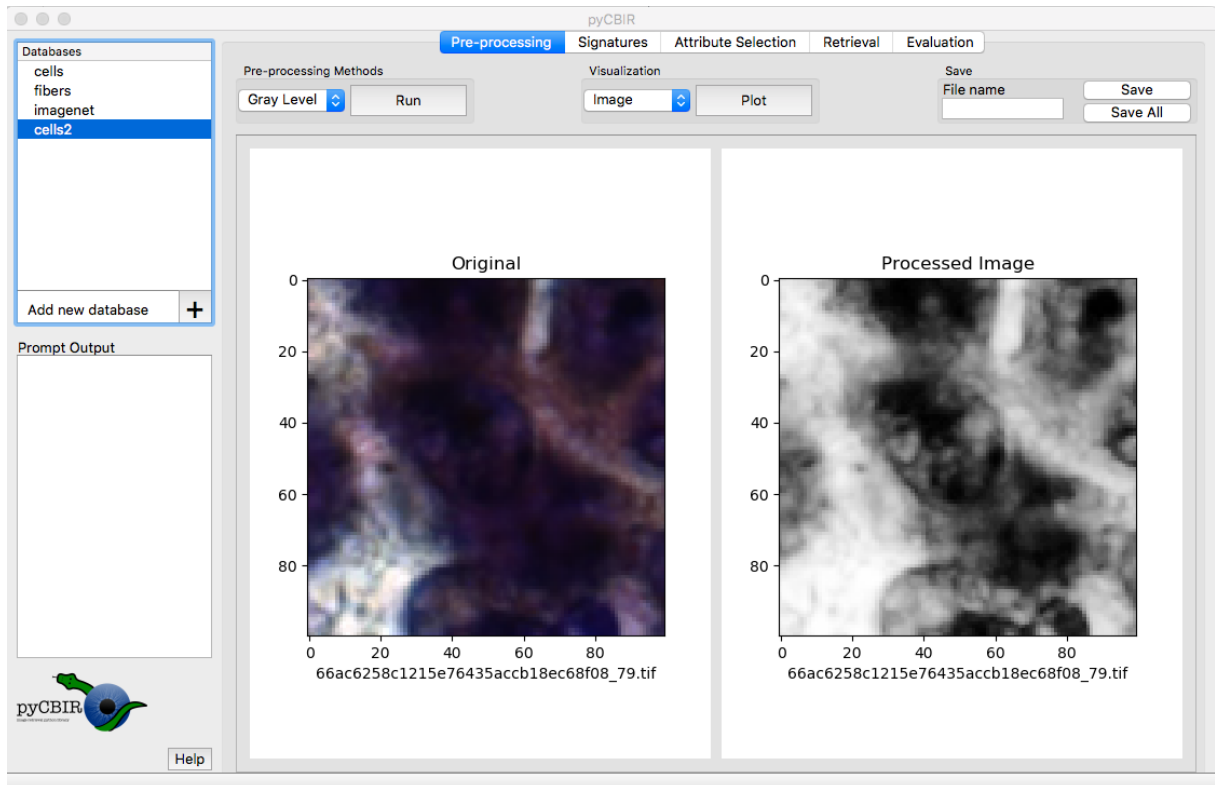 pyCBIR
Pre-processing Signatures Attribute Selection Retrieval Evaluation
Databases
cells
fibers
imagenet
cells2
Add new database +
Prompt Output
pyCBIR
Help
Pre-processing Methods
Gray Level Run
Visualization
Image Plot
Save
File name
Save
Save All
Original
0
20
40
60
80
0 20 40 60 80
66ac6258c1215e76435accb18ec68f08_79.tif
Processed Image
0
20
40
60
80
0 20 40 60 80
66ac6258c1215e76435accb18ec68f08_79.tif